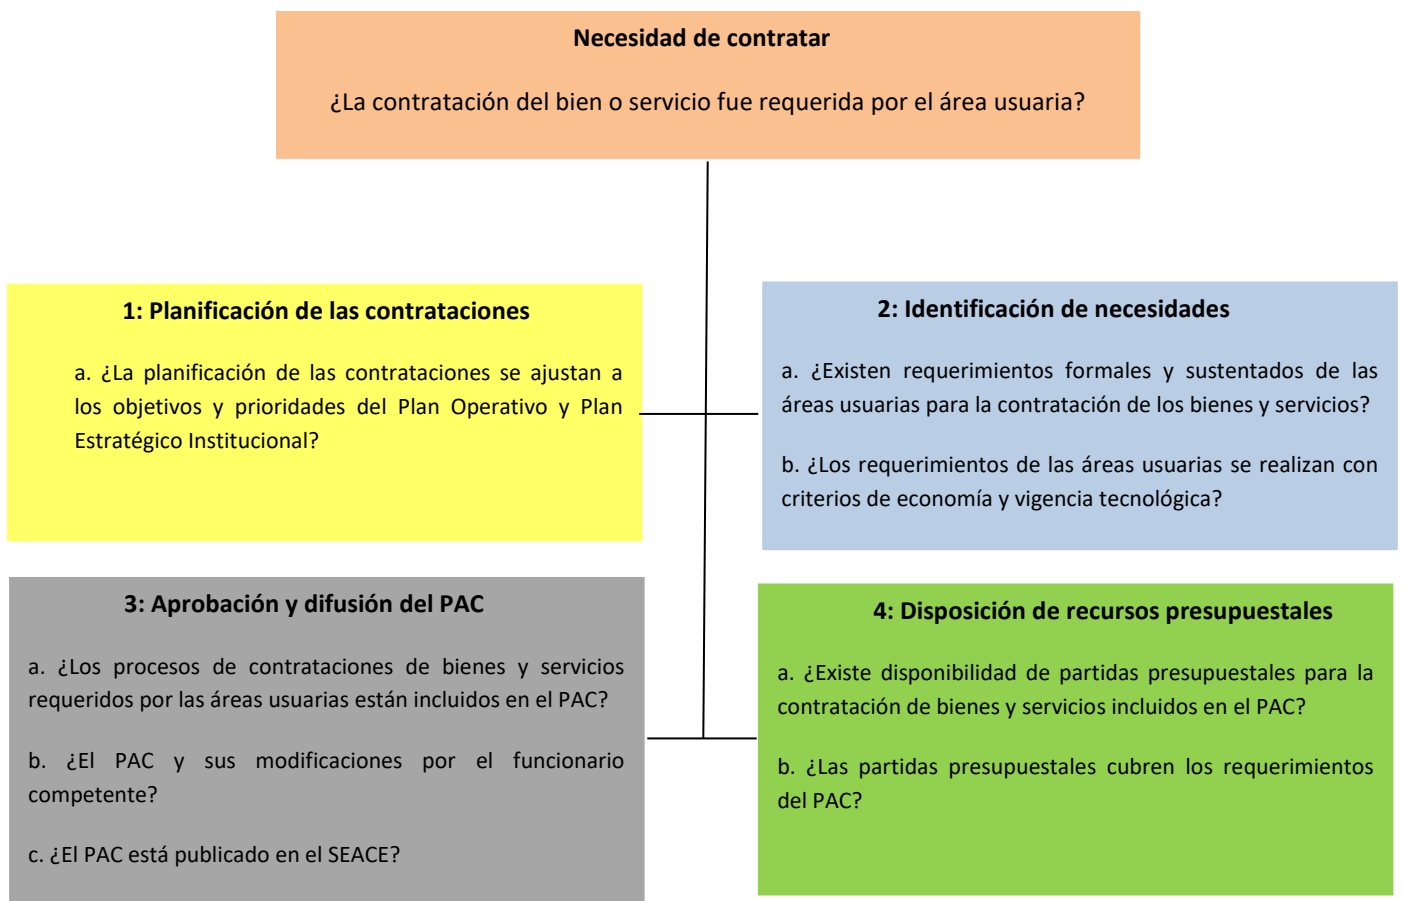 Necesidad de contratar
¿La contratación del bien o servicio fue requerida por el área usuaria?
1: Planificación de las contrataciones
a. ¿La planificación de las contrataciones se ajustan a
los objetivos y prioridades del Plan Operativo y Plan
Estratégico Institucional?
2: Identificación de necesidades
a. ¿Existen requerimientos formales y sustentados de las
áreas usuarias para la contratación de los bienes y servicios?
b. ¿Los requerimientos de las áreas usuarias se realizan con
criterios de economía y vigencia tecnológica?
3: Aprobación y difusión del PAC
a. ¿Los procesos de contrataciones de bienes y servicios
requeridos por las áreas usuarias están incluidos en el PAC?
b. ¿El PAC y sus modificaciones por el funcionario
competente?
c. ¿El PAC está publicado en el SEACE?
4: Disposición de recursos presupuestales
a. ¿Existe disponibilidad de partidas presupuestales para la
contratación de bienes y servicios incluidos en el PAC?
b. ¿Las partidas presupuestales cubren los requerimientos
del PAC?